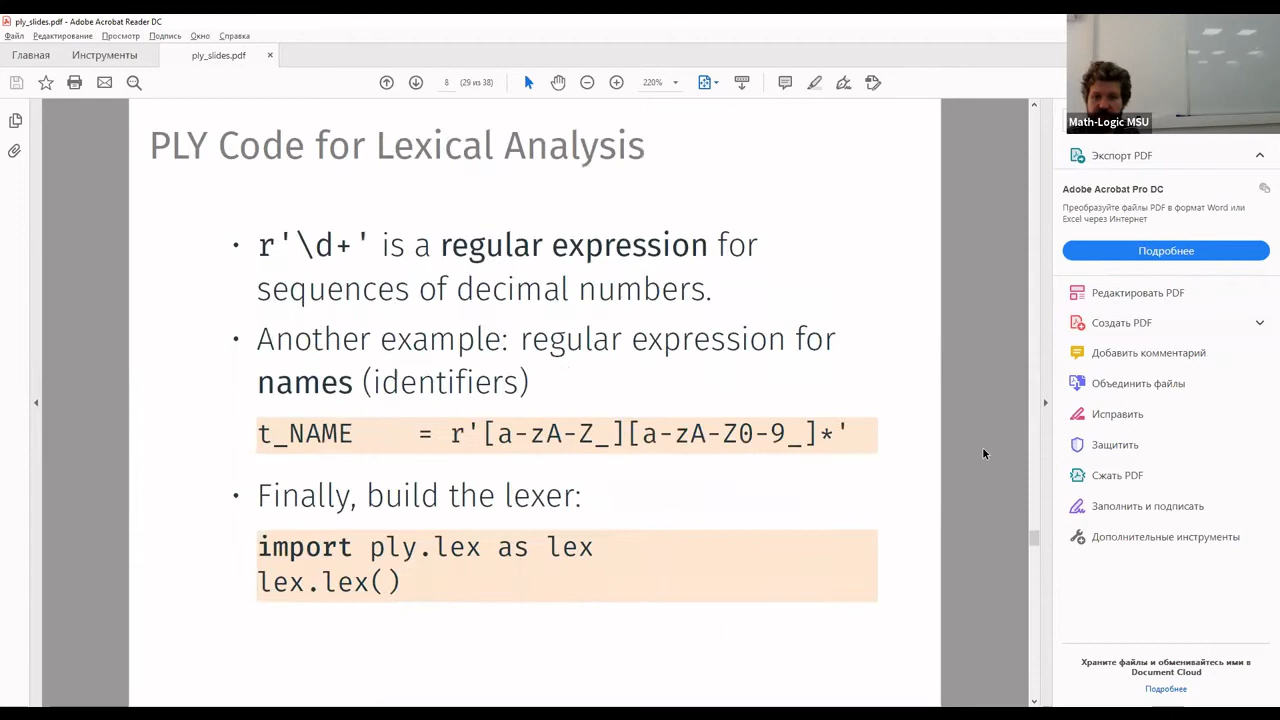 ply_slides.pdf - Adobe Acrobat Reader DC
Файл Редактирование Просмотр Подпись Окно Справка
Главная Инструменты ply_slides.pdf ×
8 (29 из 38) 220%
PLY Code for Lexical Analysis
• r'\d+' is a regular expression for
sequences of decimal numbers.
• Another example: regular expression for
names (identifiers)
t_NAME = r'[a-zA-Z_][a-zA-Z0-9_]*'
• Finally, build the lexer:
import ply.lex as lex
lex.lex()
Math-Logic MSU
Экспорт PDF
Adobe Acrobat Pro DC
Преобразуйте файлы PDF в формат Word или
Excel через Интернет
Подробнее
Редактировать PDF
Создать PDF
Добавить комментарий
Объединить файлы
Исправить
Защитить
Сжать PDF
Заполнить и подписать
Дополнительные инструменты
Храните файлы и обменивайтесь ими в
Document Cloud
Подробнее